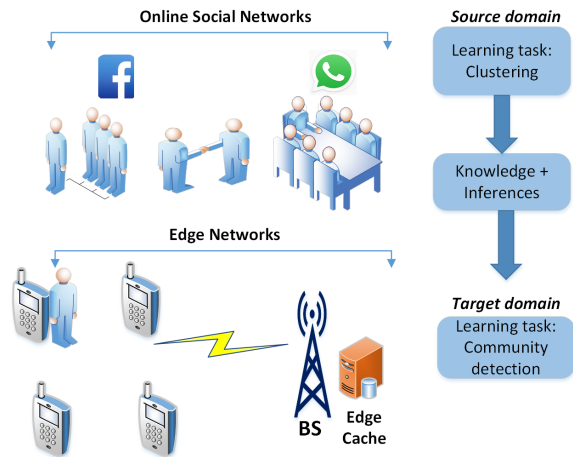 Online Social Networks
Source domain
Learning task:
Clustering
Knowledge +
Inferences
Edge Networks
Target domain
Learning task:
Community
detection
BS
Edge
Cache